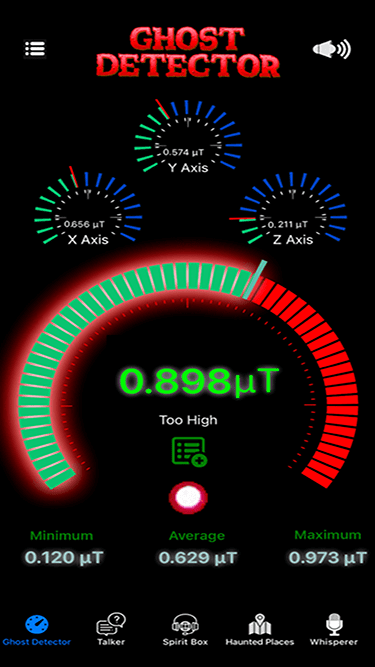 GHOST
DETECTOR
0.574 μT
Y Axis
0.656 μT
X Axis
0.211 μT
Z Axis
0.898μT
Too High
Minimum
Average
Maximum
0.120 μT
0.629 μT
0.973 μT
Ghost Detector
Talker
Spirit Box
Haunted Places
Whisperer